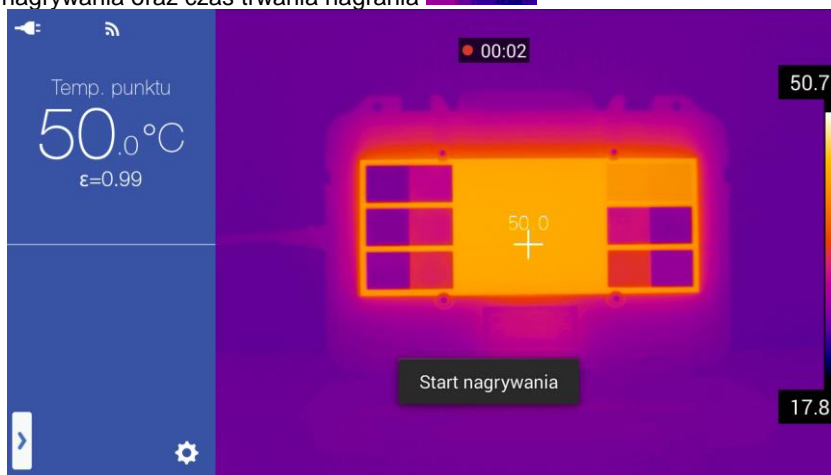 nagrywania oraz czas trwania nagrania
00:02
Temp. punktu
50.0°C
ε=0.99
50.7
50.0
Start nagrywania
17.8